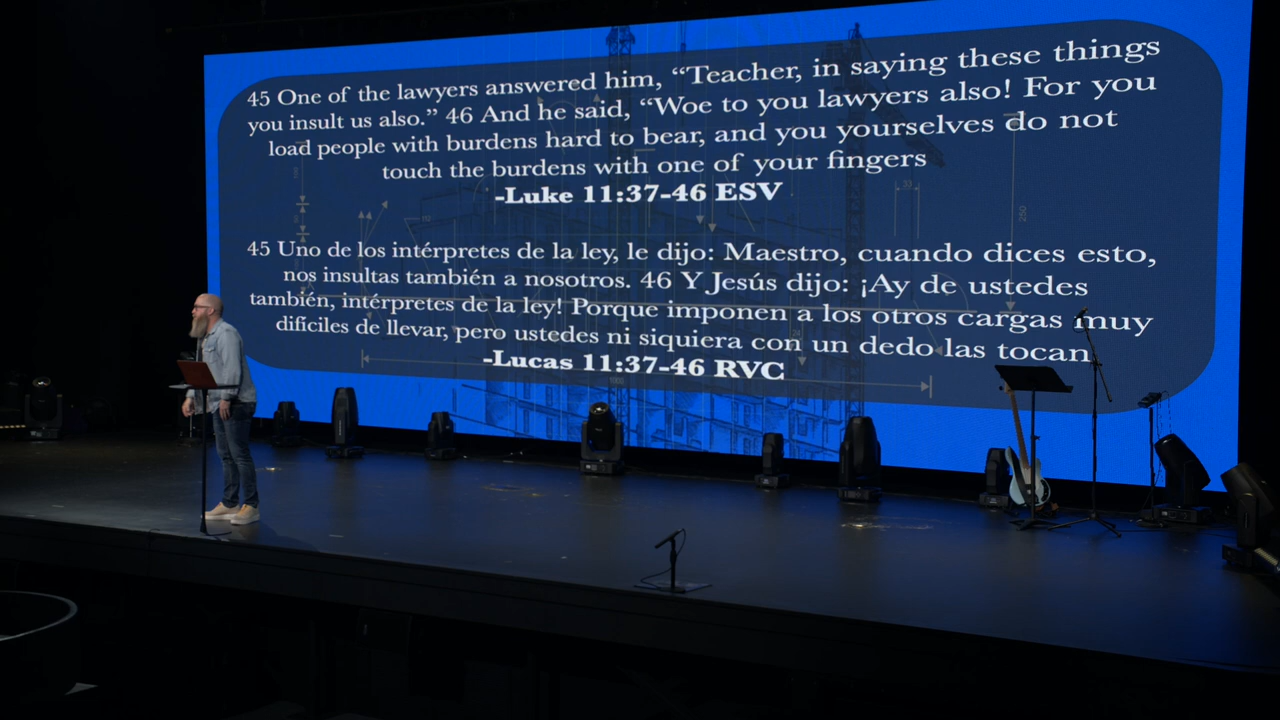 45 One of the lawyers answered him, “Teacher, in saying these things
you insult us also.” 46 And he said, “Woe to you lawyers also! For you
load people with burdens hard to bear, and you yourselves do not
touch the burdens with one of your fingers
-Luke 11:37-46 ESV
45 Uno de los intérpretes de la ley, le dijo: Maestro, cuando dices esto,
nos insultas también a nosotros. 46 Y Jesús dijo: ¡Ay de ustedes
también, intérpretes de la ley! Porque imponen a los otros cargas muy
difíciles de llevar, pero ustedes ni siquiera con un dedo las tocan
-Lucas 11:37-46 RVC